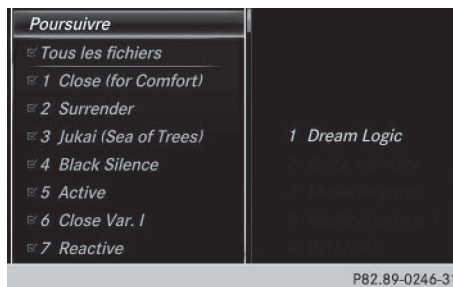 Poursuivre
Tous les fichiers
1 Close (for Comfort)
2 Surrender
3 Jukai (Sea of Trees)
4 Black Silence
5 Active
6 Close Var. I
7 Reactive
1 Dream Logic
P82.89-0246-31